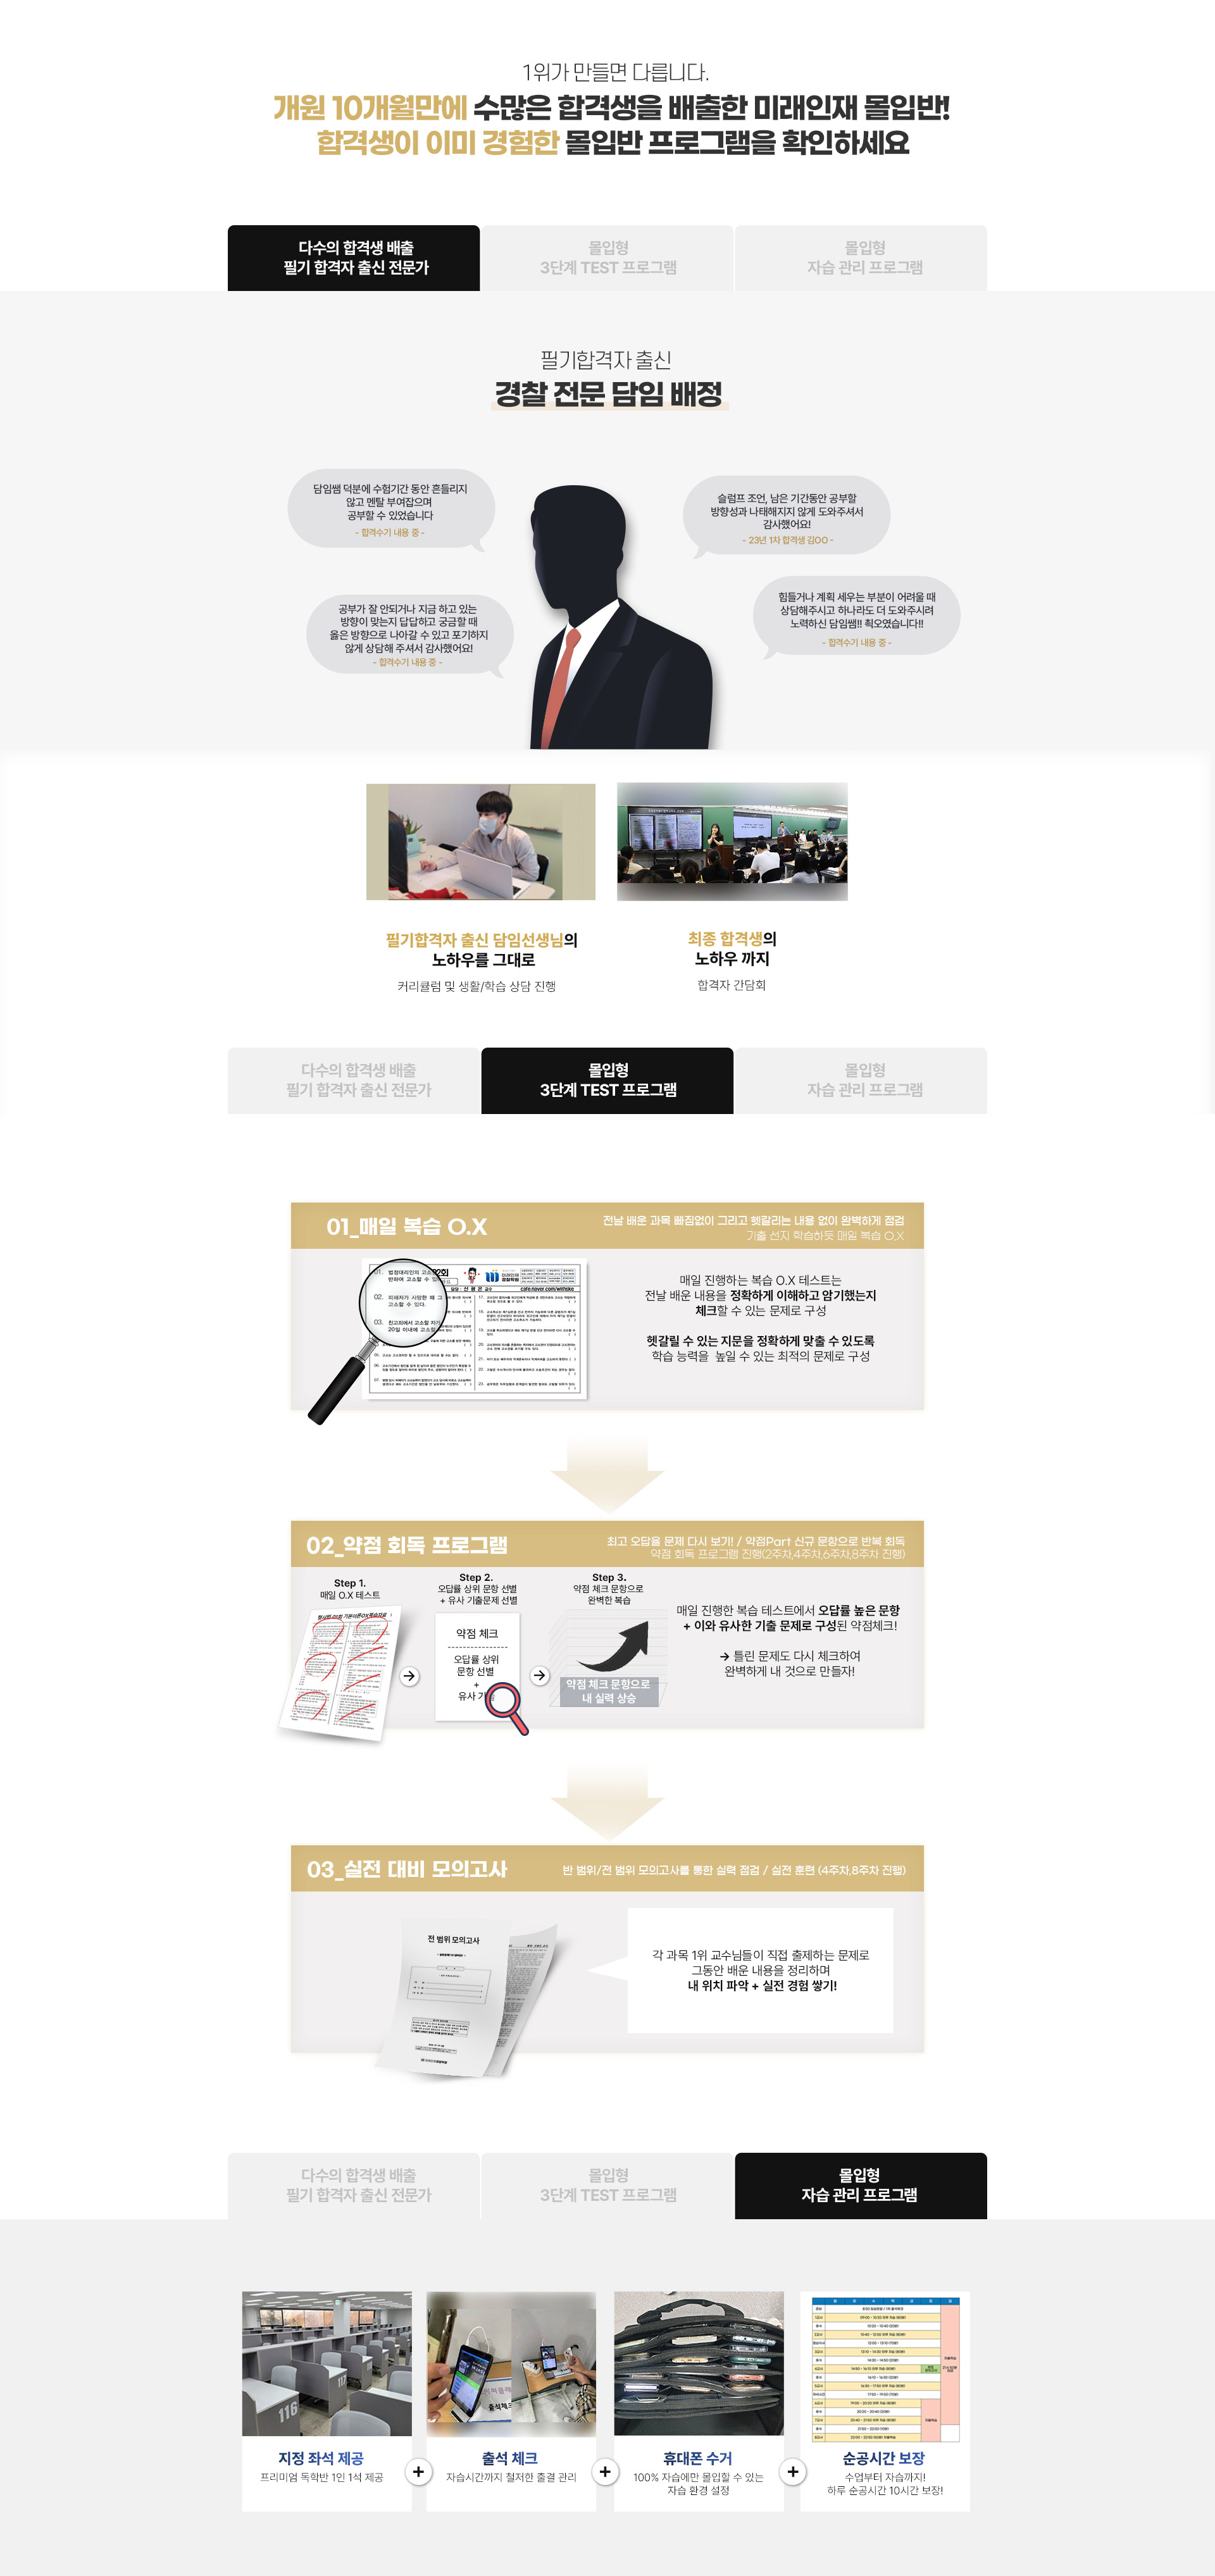 1위가 만들면 다릅니다.
개원 10개월만에 수많은 합격생을 배출한 미래인재 몰입반!
합격생이 이미 경험한 몰입반 프로그램을 확인하세요
다수의 합격생 배출
필기 합격자 출신 전문가
몰입형
3단계 TEST 프로그램
몰입형
자습 관리 프로그램
필기합격자 출신
경찰 전문 담임 배정
담임쌤 덕분에 수험기간 동안 흔들리지
않고 멘탈 부여잡으며
공부할 수 있었습니다
- 합격수기 내용 중 -
슬럼프 조언, 남은 기간동안 공부할
방향성과 나태해지지 않게 도와주셔서
감사했어요!
- 23년 1차 합격생 김OO -
공부가 잘 안되거나 지금 하고 있는
방향이 맞는지 답답하고 궁금할 때
옳은 방향으로 나아갈 수 있고 포기하지
않게 상담해 주셔서 감사했어요!
- 합격수기 내용 중 -
힘들거나 계획 세우는 부분이 어려울 때
상담해주시고 하나라도 더 도와주시려
노력하신 담임쌤!! 최오였습니다!!
- 합격수기 내용 중 -
필기합격자 출신 담임선생님의
노하우를 그대로
커리큘럼 및 생활/학습 상담 진행
최종 합격생의
노하우 까지
합격자 간담회
다수의 합격생 배출
필기 합격자 출신 전문가
몰입형
3단계 TEST 프로그램
몰입형
자습 관리 프로그램
01_매일 복습 O.X
전날 배운 과목 빠짐없이 그리고 헷갈리는 내용 없이 완벽하게 점검
기출 선지 학습하듯 매일 복습 O.X
매일 진행하는 복습 O.X 테스트는
전날 배운 내용을 정확하게 이해하고 암기했는지
체크할 수 있는 문제로 구성
헷갈릴 수 있는 지문을 정확하게 맞출 수 있도록
학습 능력을 높일 수 있는 최적의 문제로 구성
02_약점 회독 프로그램
최고 오답율 문제 다시 보기! / 약점Part 신규 문항으로 반복 회독
약점 회독 프로그램 진행(2주차,4주차,6주차,8주차 진행)
Step 1.
매일 O.X 테스트
Step 2.
오답률 상위 문항 선별
+ 유사 기출문제 선별
약점 체크
오답률 상위
문항 선별
+
유사 기출
Step 3.
약점 체크 문항으로
완벽한 복습
약점 체크 문항으로
내 실력 상승
매일 진행한 복습 테스트에서 오답률 높은 문항
+ 이와 유사한 기출 문제로 구성된 약점체크!
→ 틀린 문제도 다시 체크하여
완벽하게 내 것으로 만들자!
03_실전 대비 모의고사
반 범위/전 범위 모의고사를 통한 실력 점검 / 실전 훈련 (4주차,8주차 진행)
전 범위 모의고사
각 과목 1위 교수님들이 직접 출제하는 문제로
그동안 배운 내용을 정리하며
내 위치 파악 + 실전 경험 쌓기!
다수의 합격생 배출
필기 합격자 출신 전문가
몰입형
3단계 TEST 프로그램
몰입형
자습 관리 프로그램
116
지정 좌석 제공
프리미엄 독학반 1인 1석 제공
+
출석 체크
자습시간까지 철저한 출결 관리
+
휴대폰 수거
100% 자습에만 몰입할 수 있는
자습 환경 설정
+
순공시간 보장
수업부터 자습까지!
하루 순공시간 10시간 보장!